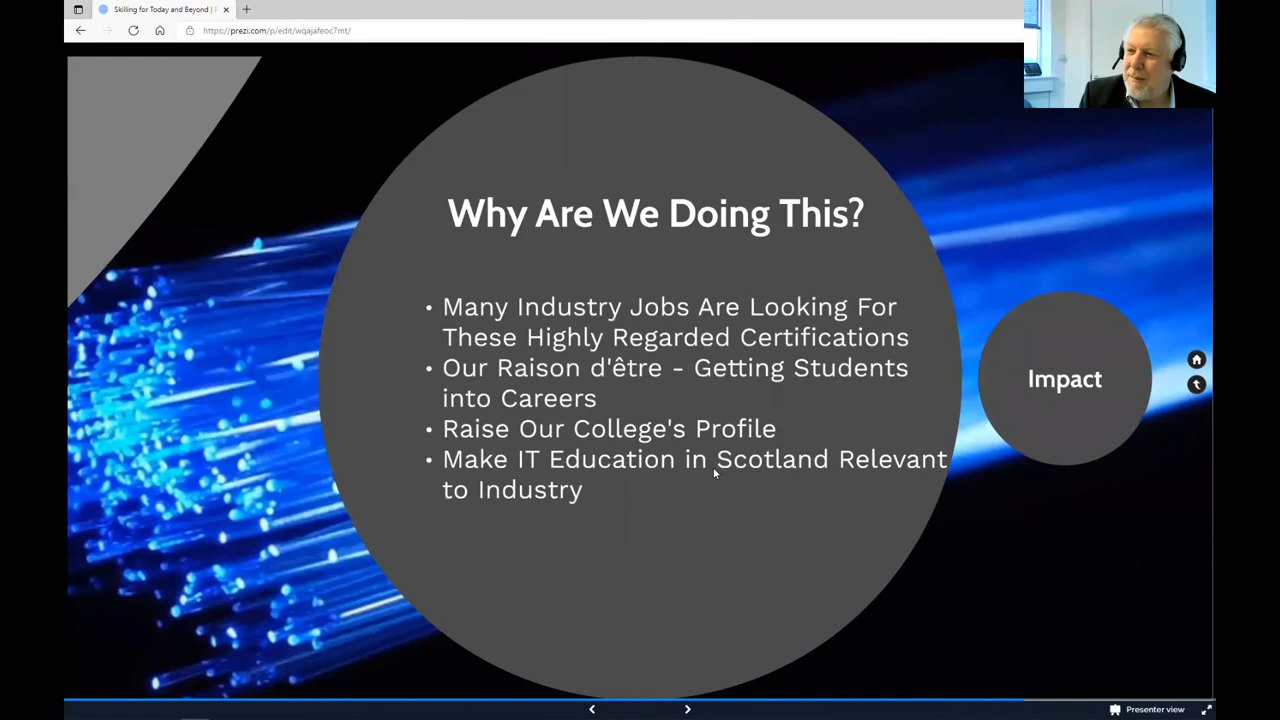 Skilling for Today and Beyond |
https://prezi.com/p/edit/wqajafeoc7mt/
Why Are We Doing This?
• Many Industry Jobs Are Looking For
These Highly Regarded Certifications
• Our Raison d'être - Getting Students
into Careers
• Raise Our College's Profile
• Make IT Education in Scotland Relevant
to Industry
Impact
Presenter view